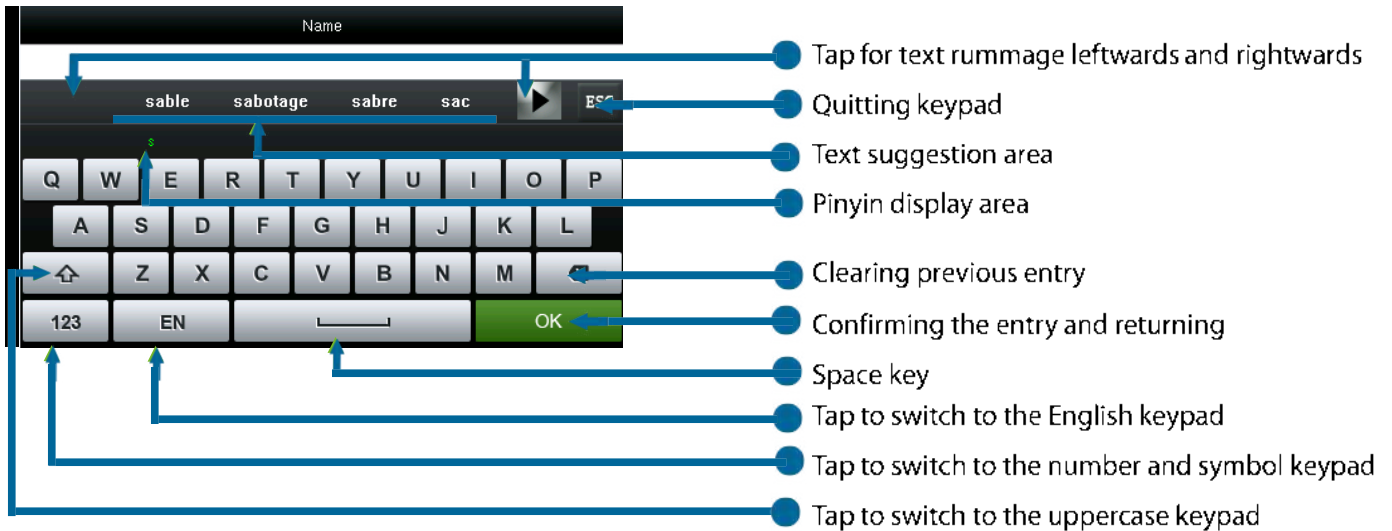 Name
Tap for text rummage leftwards and rightwards
sable sabotage sabre sac ESC
Quitting keypad
Text suggestion area
s
Q W E R T Y U I O P
Pinyin display area
A S D F G H J K L
Z X C V B N M
Clearing previous entry
123 EN OK
Confirming the entry and returning
Space key
Tap to switch to the English keypad
Tap to switch to the number and symbol keypad
Tap to switch to the uppercase keypad